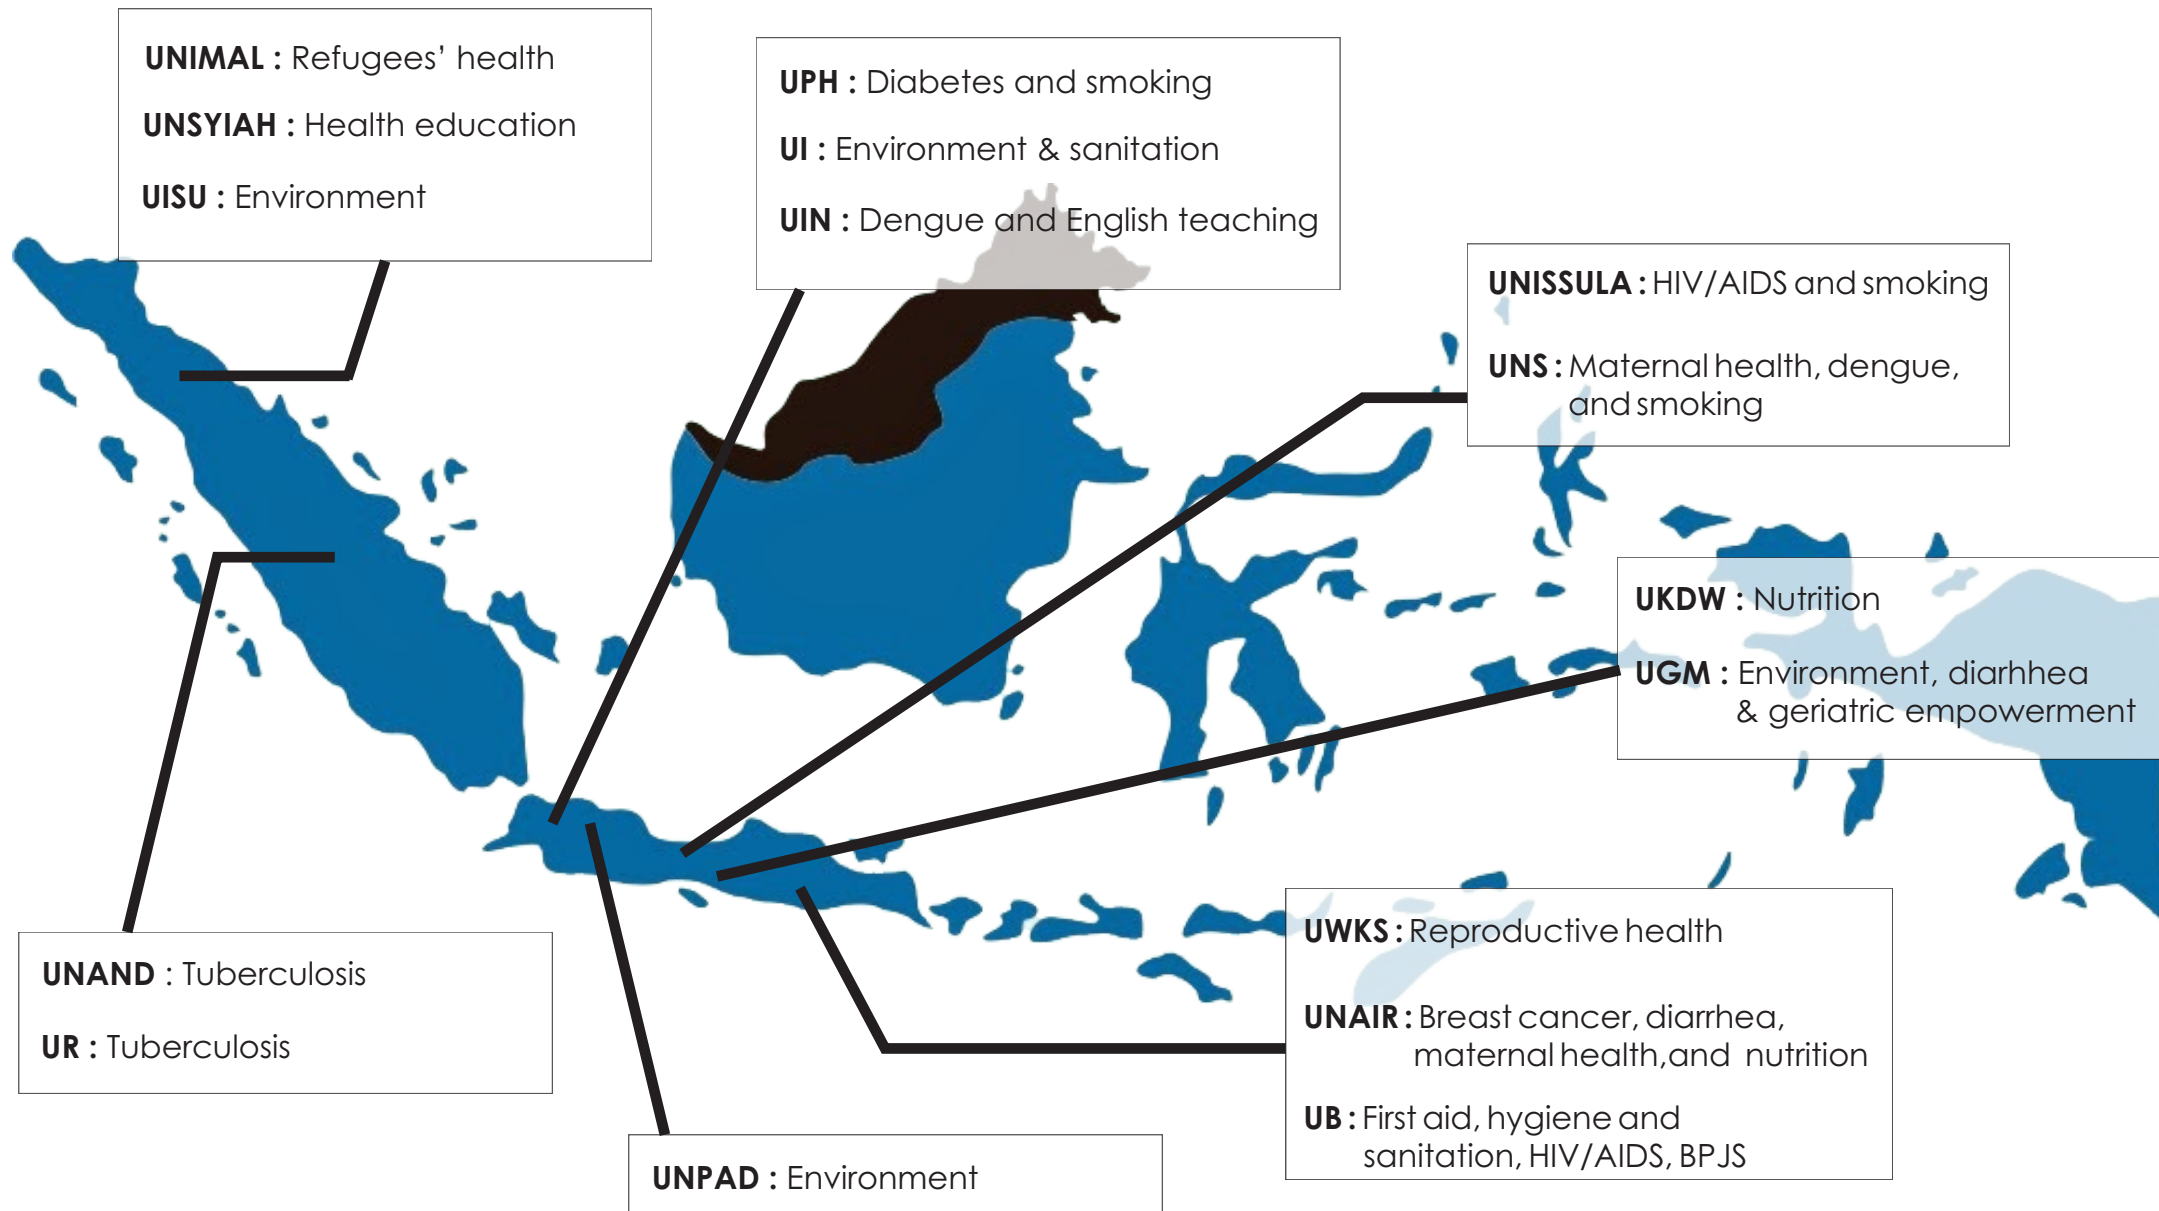 UNIMAL : Refugees’ health
UNSYIAH : Health education
UISU : Environment
UPH : Diabetes and smoking
UI : Environment & sanitation
UIN : Dengue and English teaching
UNISSULA : HIV/AIDS and smoking
UNS : Maternal health, dengue,
and smoking
UKDW : Nutrition
UGM : Environment, diarhhea
& geriatric empowerment
UNAND : Tuberculosis
UR : Tuberculosis
UWKS : Reproductive health
UNAIR : Breast cancer, diarrhea,
maternal health,and nutrition
UB : First aid, hygiene and
sanitation, HIV/AIDS, BPJS
UNPAD : Environment